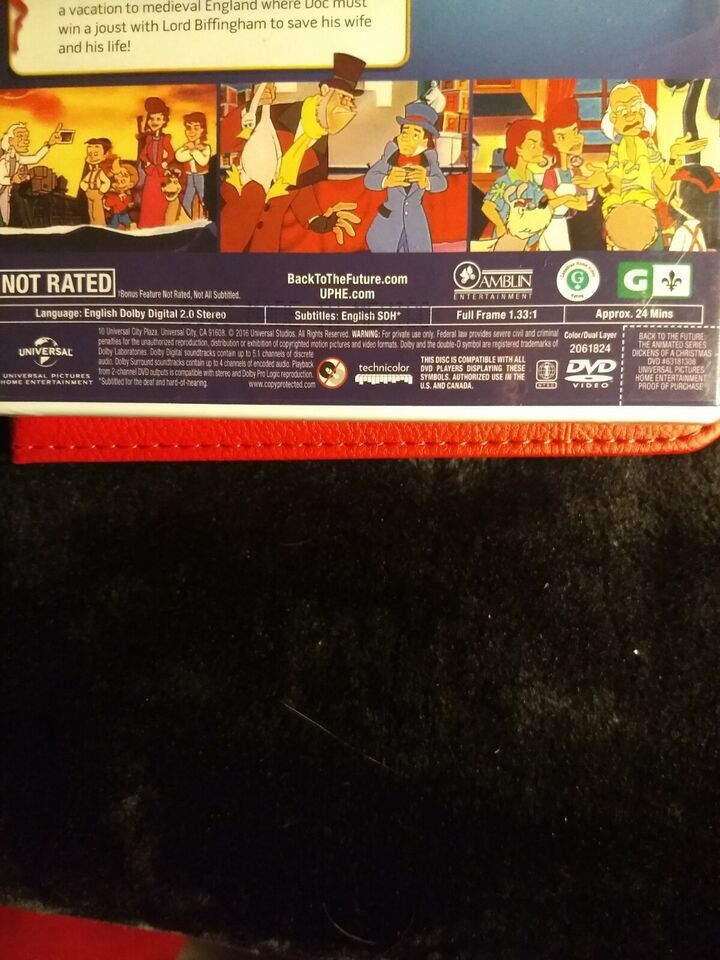 a vacation to medieval England where Doc must
win a joust with Lord Biffingham to save his wife
and his life!
NOT RATED
†Bonus Feature Not Rated, Not All Subtitled.
BackToTheFuture.com
UPHE.com
AMBLIN
ENTERTAINMENT
G
G
Language: English Dolby Digital 2.0 Stereo
Subtitles: English SDH*
Full Frame 1.33:1
Approx. 24 Mins
UNIVERSAL
UNIVERSAL PICTURES
HOME ENTERTAINMENT
10 Universal City Plaza, Universal City, CA 91608. © 2016 Universal Studios. All Rights Reserved. WARNING: For private use only. Federal law provides severe civil and criminal
penalties for the unauthorized reproduction, distribution or exhibition of copyrighted motion pictures and video formats. Dolby and the double-D symbol are registered trademarks of
Dolby Laboratories. Dolby Digital soundtracks contain up to 5.1 channels of discrete
audio. Dolby Surround soundtracks contain up to 4 channels of encoded audio. Playback
from 2-channel DVD outputs is compatible with stereo and Dolby Pro Logic reproduction.
*Subtitled for the deaf and hard-of-hearing.
www.copyprotected.com
technicolor
THIS DISC IS COMPATIBLE WITH ALL
DVD PLAYERS DISPLAYING THESE
SYMBOLS. AUTHORIZED USE IN THE
U.S. AND CANADA.
1
NTSC
Color/Dual Layer
2061824
DVD
VIDEO
BACK TO THE FUTURE:
THE ANIMATED SERIES
DICKENS OF A CHRISTMAS
DVD #63181306
UNIVERSAL PICTURES
HOME ENTERTAINMENT
PROOF OF PURCHASE